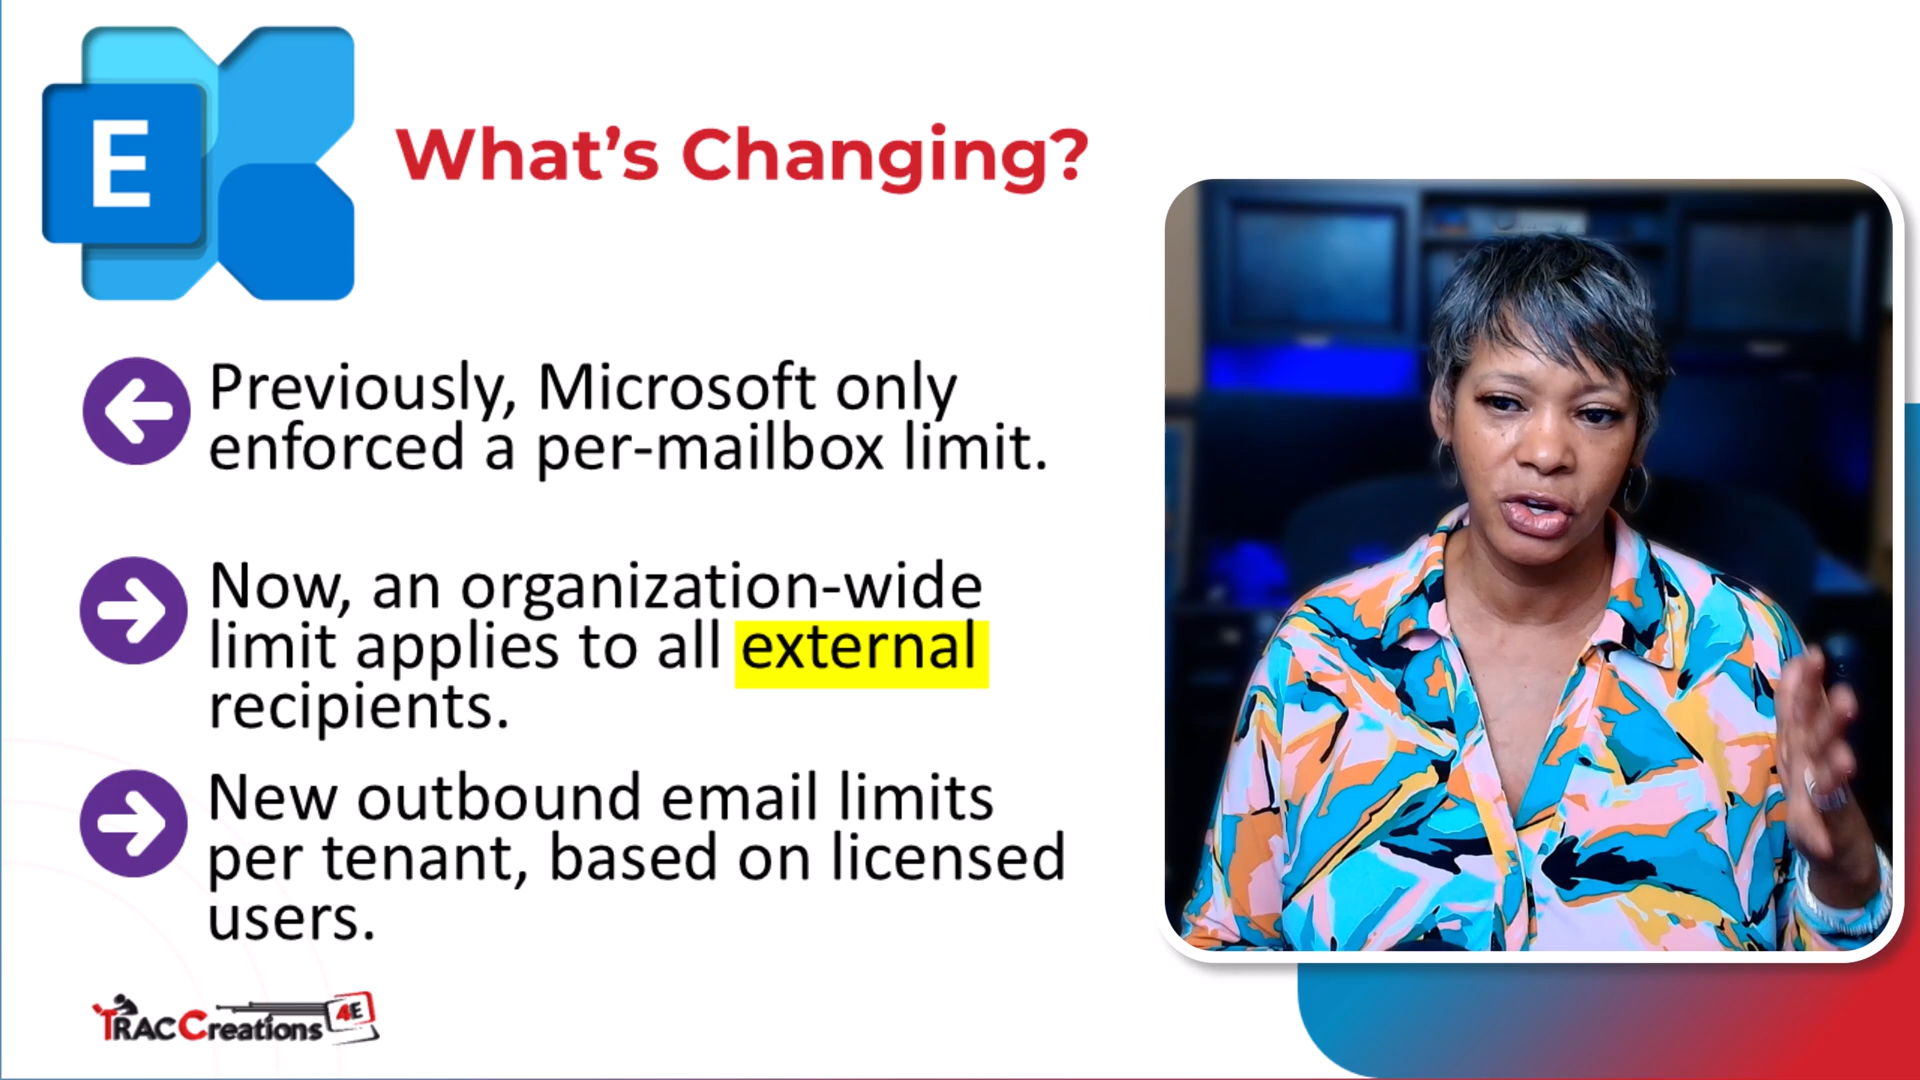 E
What's Changing?
Previously, Microsoft only
enforced a per-mailbox limit.
Now, an organization-wide
limit applies to all external
recipients.
New outbound email limits
per tenant, based on licensed
users.
TRAC Creations 4E